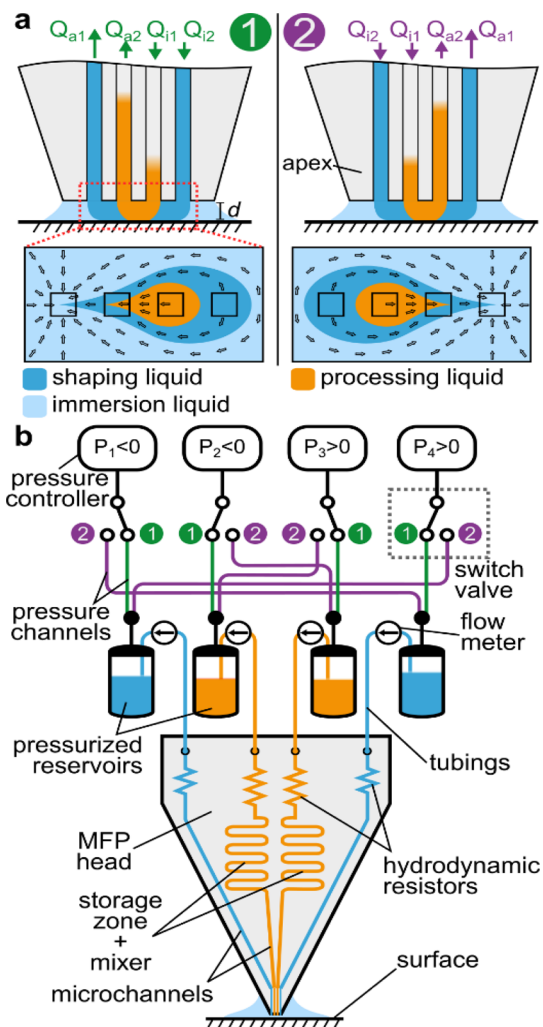 a
Qa1 Qa2 Qi1 Qi2 1
2 Qi2 Qi1 Qa2 Qa1
apex
d
shaping liquid
processing liquid
immersion liquid
b
P1<0 P2<0 P3>0 P4>0
pressure
controller
2 1 1 2 2 1 1 2
switch
valve
pressure
channels
flow
meter
pressurized
reservoirs
tubings
MFP
head
hydrodynamic
resistors
storage
zone
+
mixer
microchannels
surface